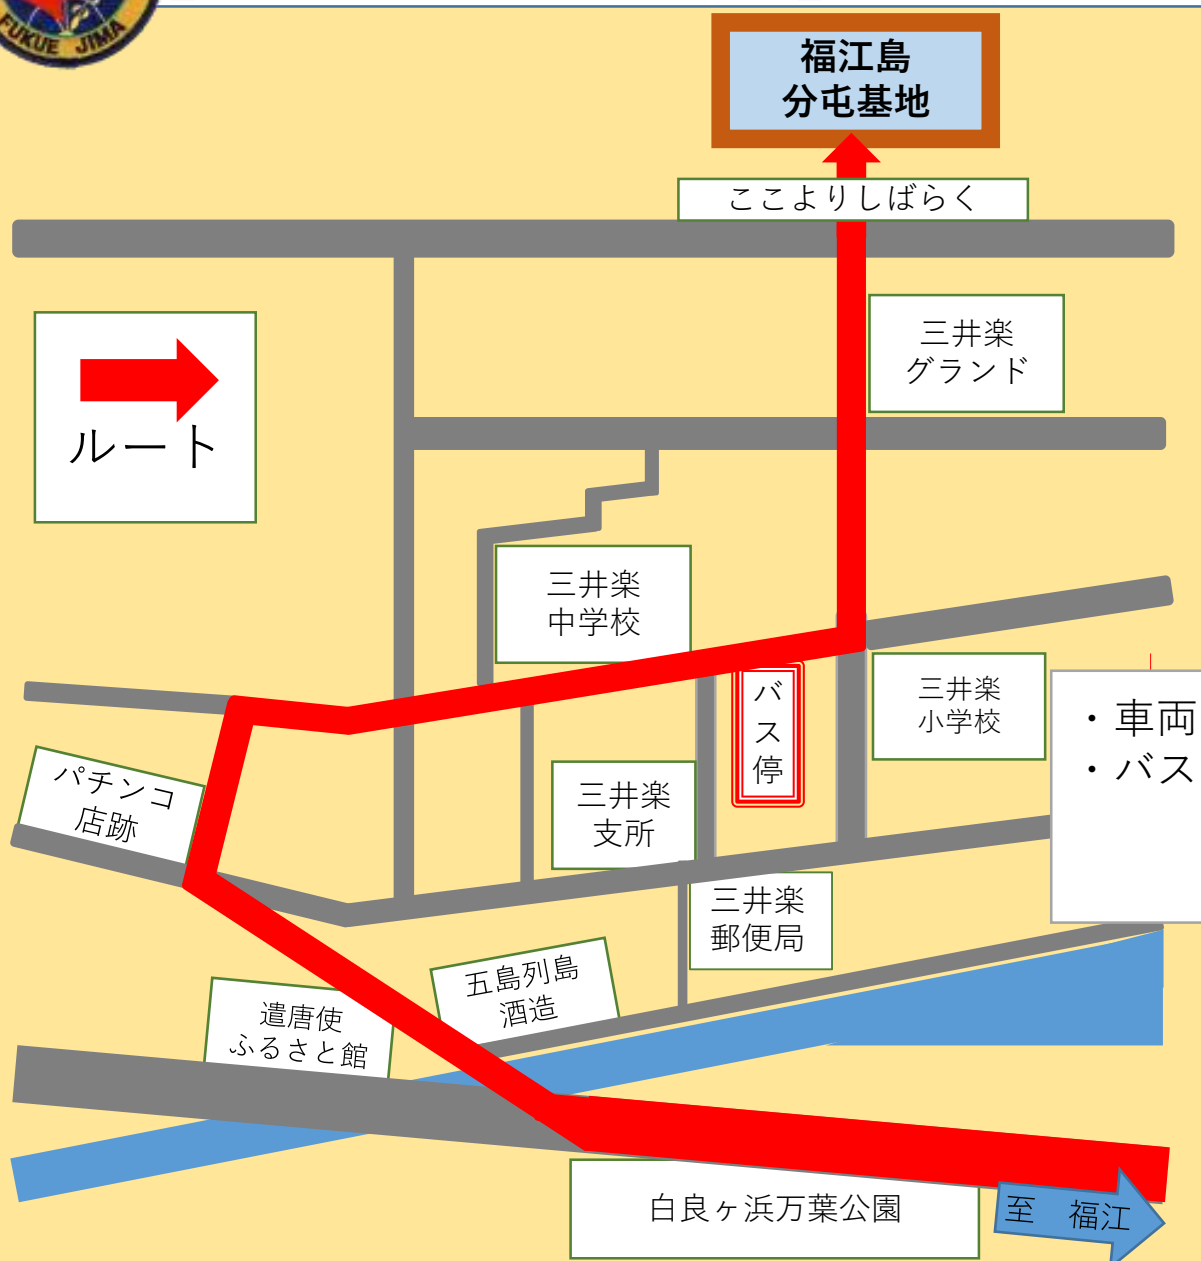 FUKUE JIMA
福江島
分屯基地
ここよりしばらく
三井楽
グランド
ルート
三井楽
中学校
バス停
三井楽
小学校
・車両
・バス
パチンコ
店跡
三井楽
支所
三井楽
郵便局
五島列島
酒造
遣唐使
ふるさと館
白良ヶ浜万葉公園
至　福江